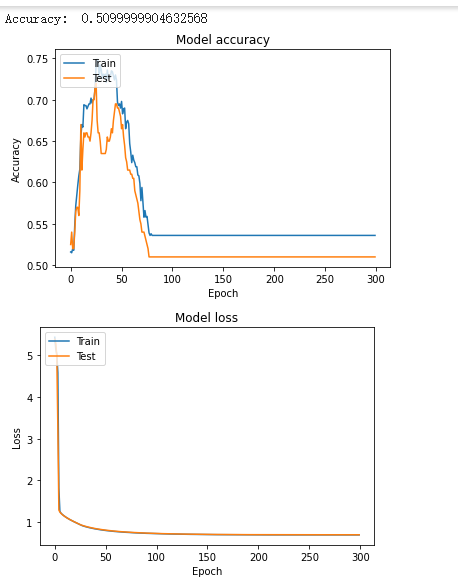 Accuracy: 0.5099999904632568
Model accuracy
Train
Test
0.75
0.70
0.65
0.60
0.55
0.50
Accuracy
0 50 100 150 200 250 300
Epoch
Model loss
Train
Test
5
4
3
2
1
Loss
0 50 100 150 200 250 300
Epoch